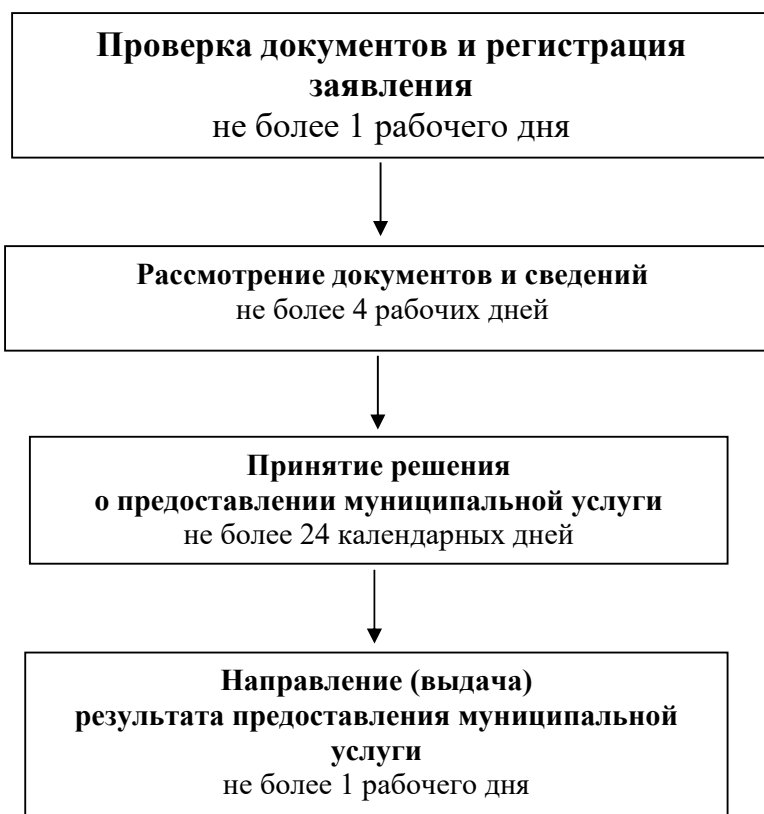 Проверка документов и регистрация
заявления
не более 1 рабочего дня
Рассмотрение документов и сведений
не более 4 рабочих дней
Принятие решения
о предоставлении муниципальной услуги
не более 24 календарных дней
Направление (выдача)
результата предоставления муниципальной
услуги
не более 1 рабочего дня